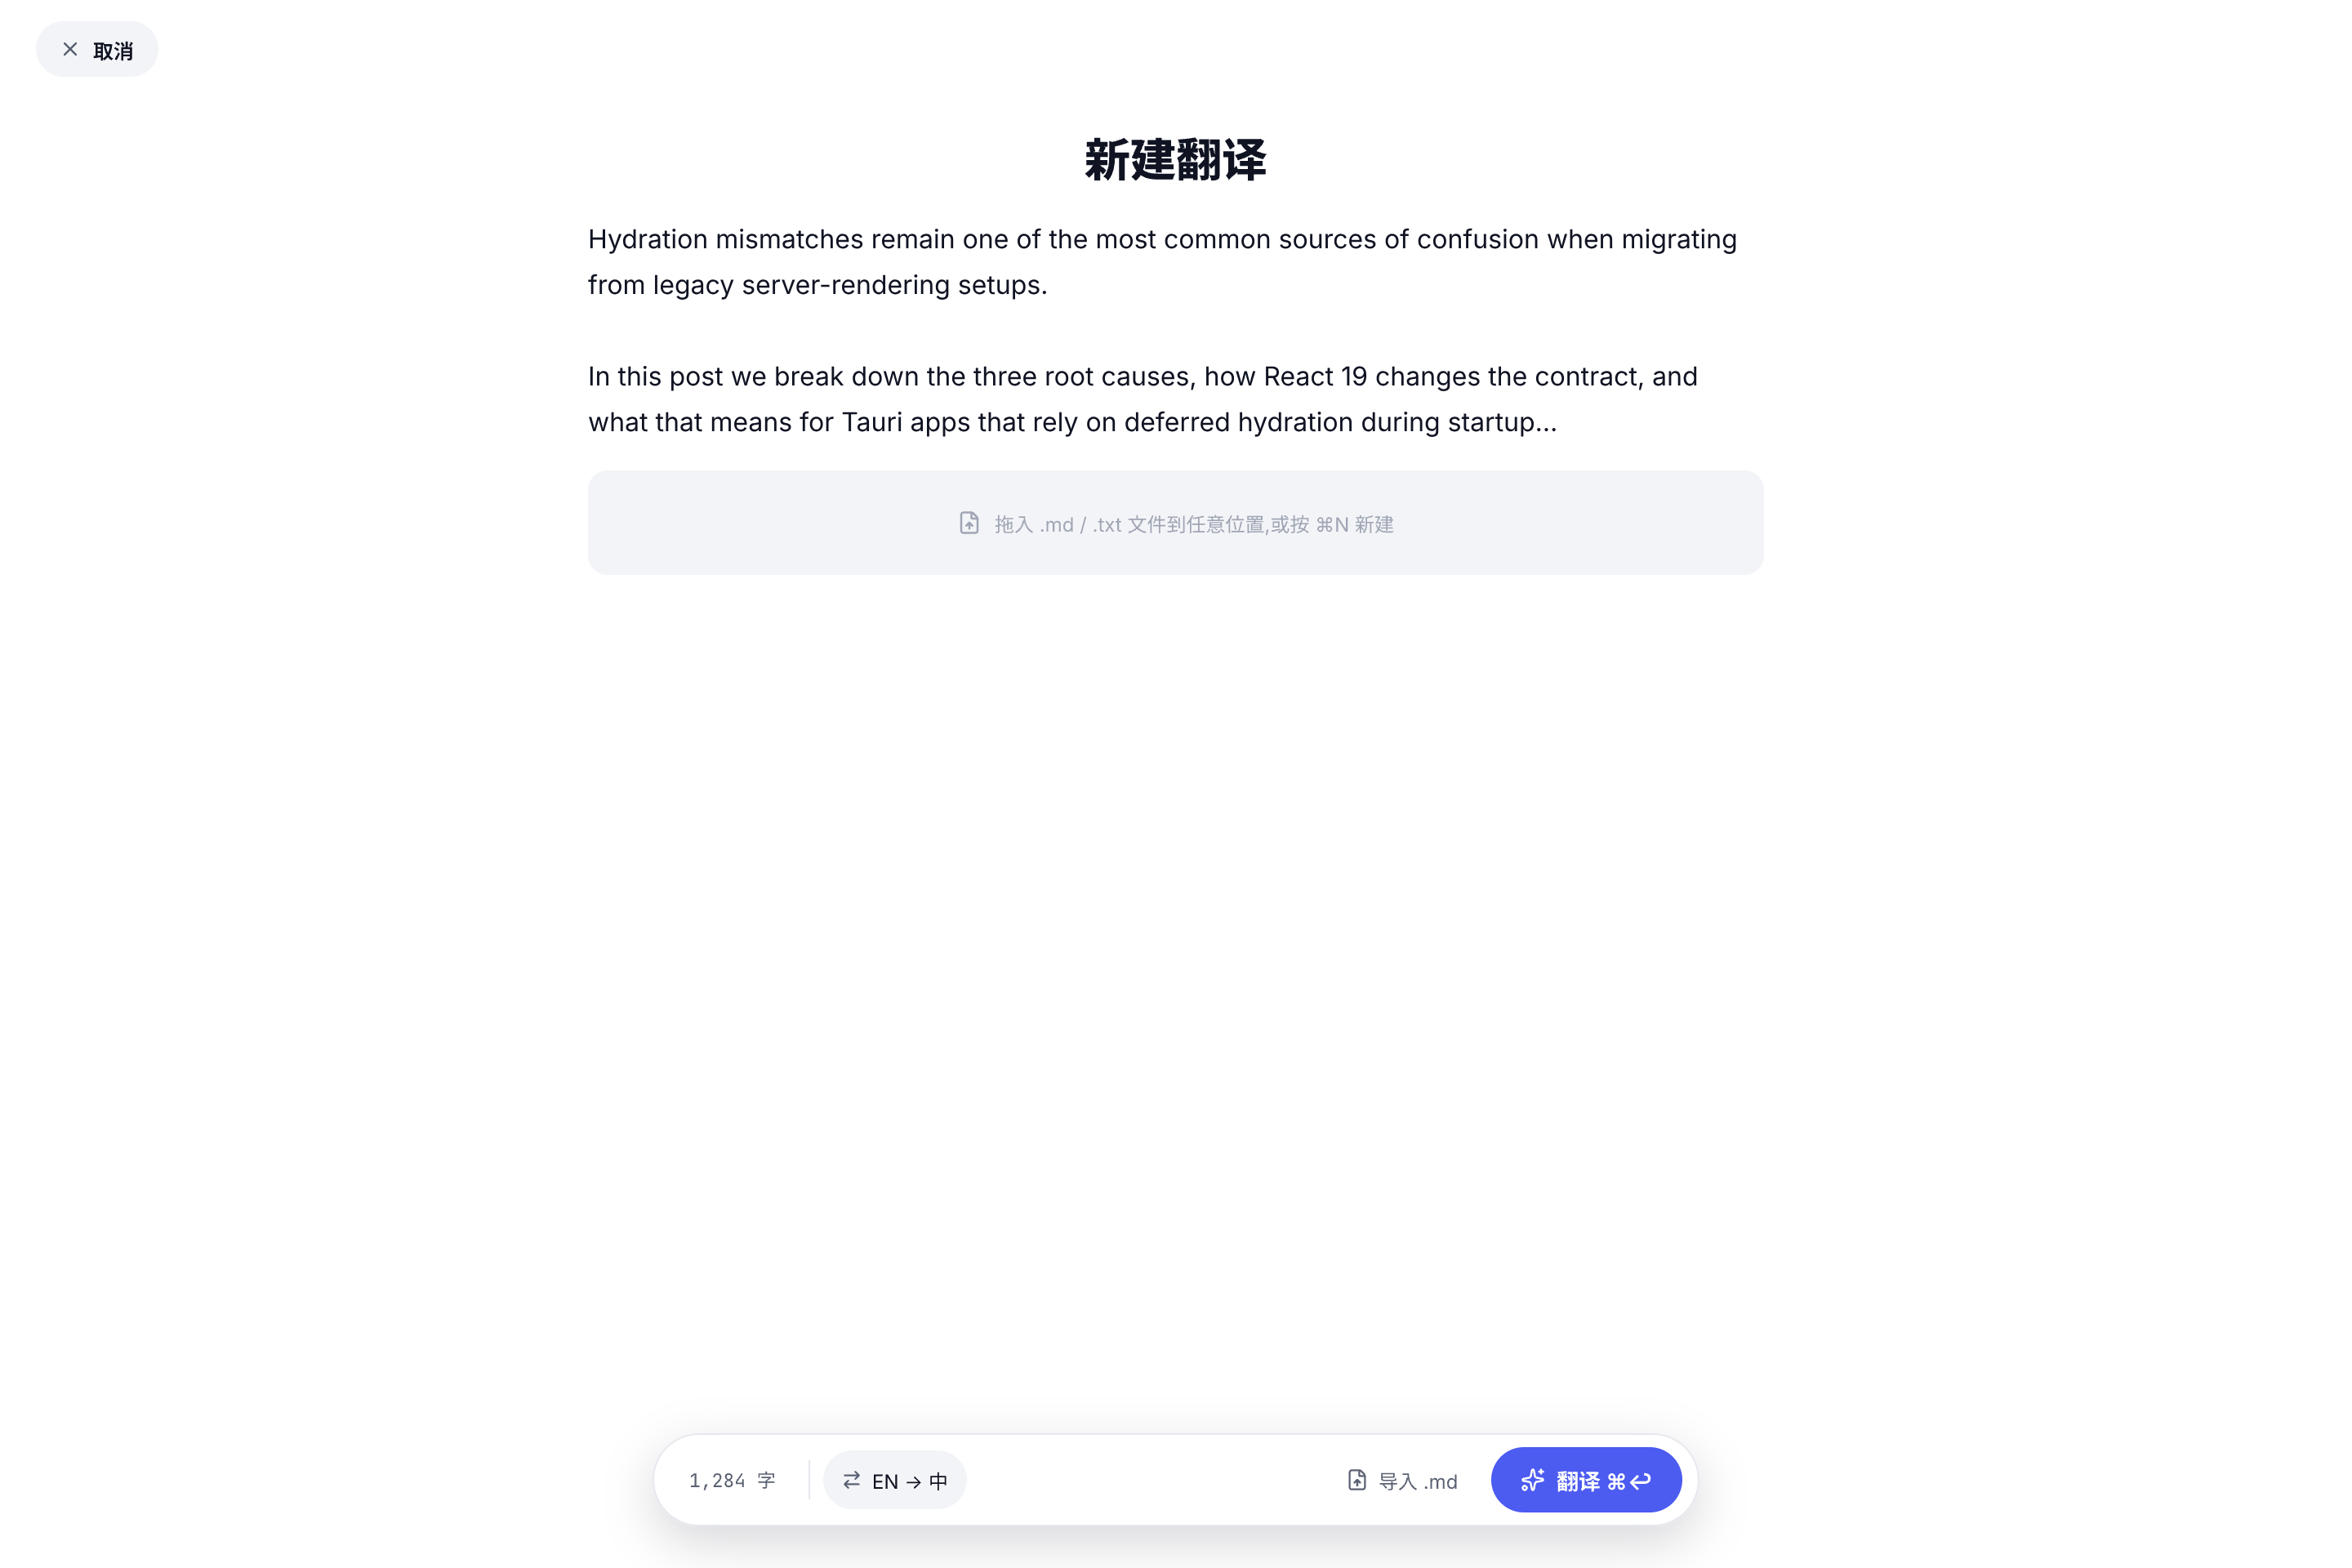 取消
新建翻译
Hydration mismatches remain one of the most common sources of confusion when migrating
from legacy server-rendering setups.
In this post we break down the three root causes, how React 19 changes the contract, and
what that means for Tauri apps that rely on deferred hydration during startup...
拖入 .md / .txt 文件到任意位置,或按 ⌘N 新建
1,284 字
EN → 中
导入 .md
翻译 ⌘↩